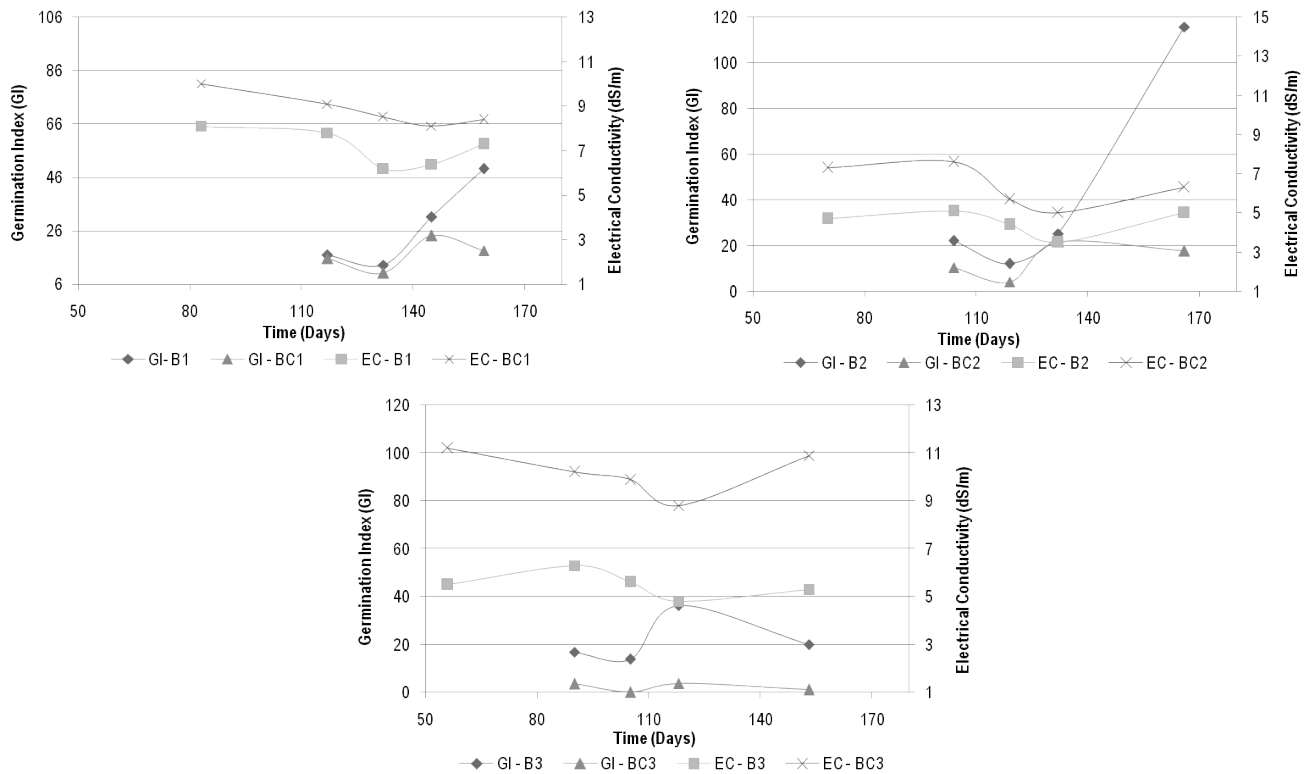 106
86
66
46
26
6
13
11
9
7
5
3
1
50 80 110 140 170
Germination Index (GI)
Electrical Conductivity (dS/m)
Time (Days)
GI- B1 GI - BC1 EC - B1 EC - BC1
120
100
80
60
40
20
0
15
13
11
9
7
5
3
1
50 80 110 140 170
Germination Index (GI)
Electrical Conductivity (dS/m)
Time (Days)
GI - B2 GI - BC2 EC - B2 EC - BC2
120
100
80
60
40
20
0
13
11
9
7
5
3
1
50 80 110 140 170
Germination Index (GI)
Electrical Conductivity (dS/m)
Time (Days)
GI - B3 GI - BC3 EC - B3 EC - BC3